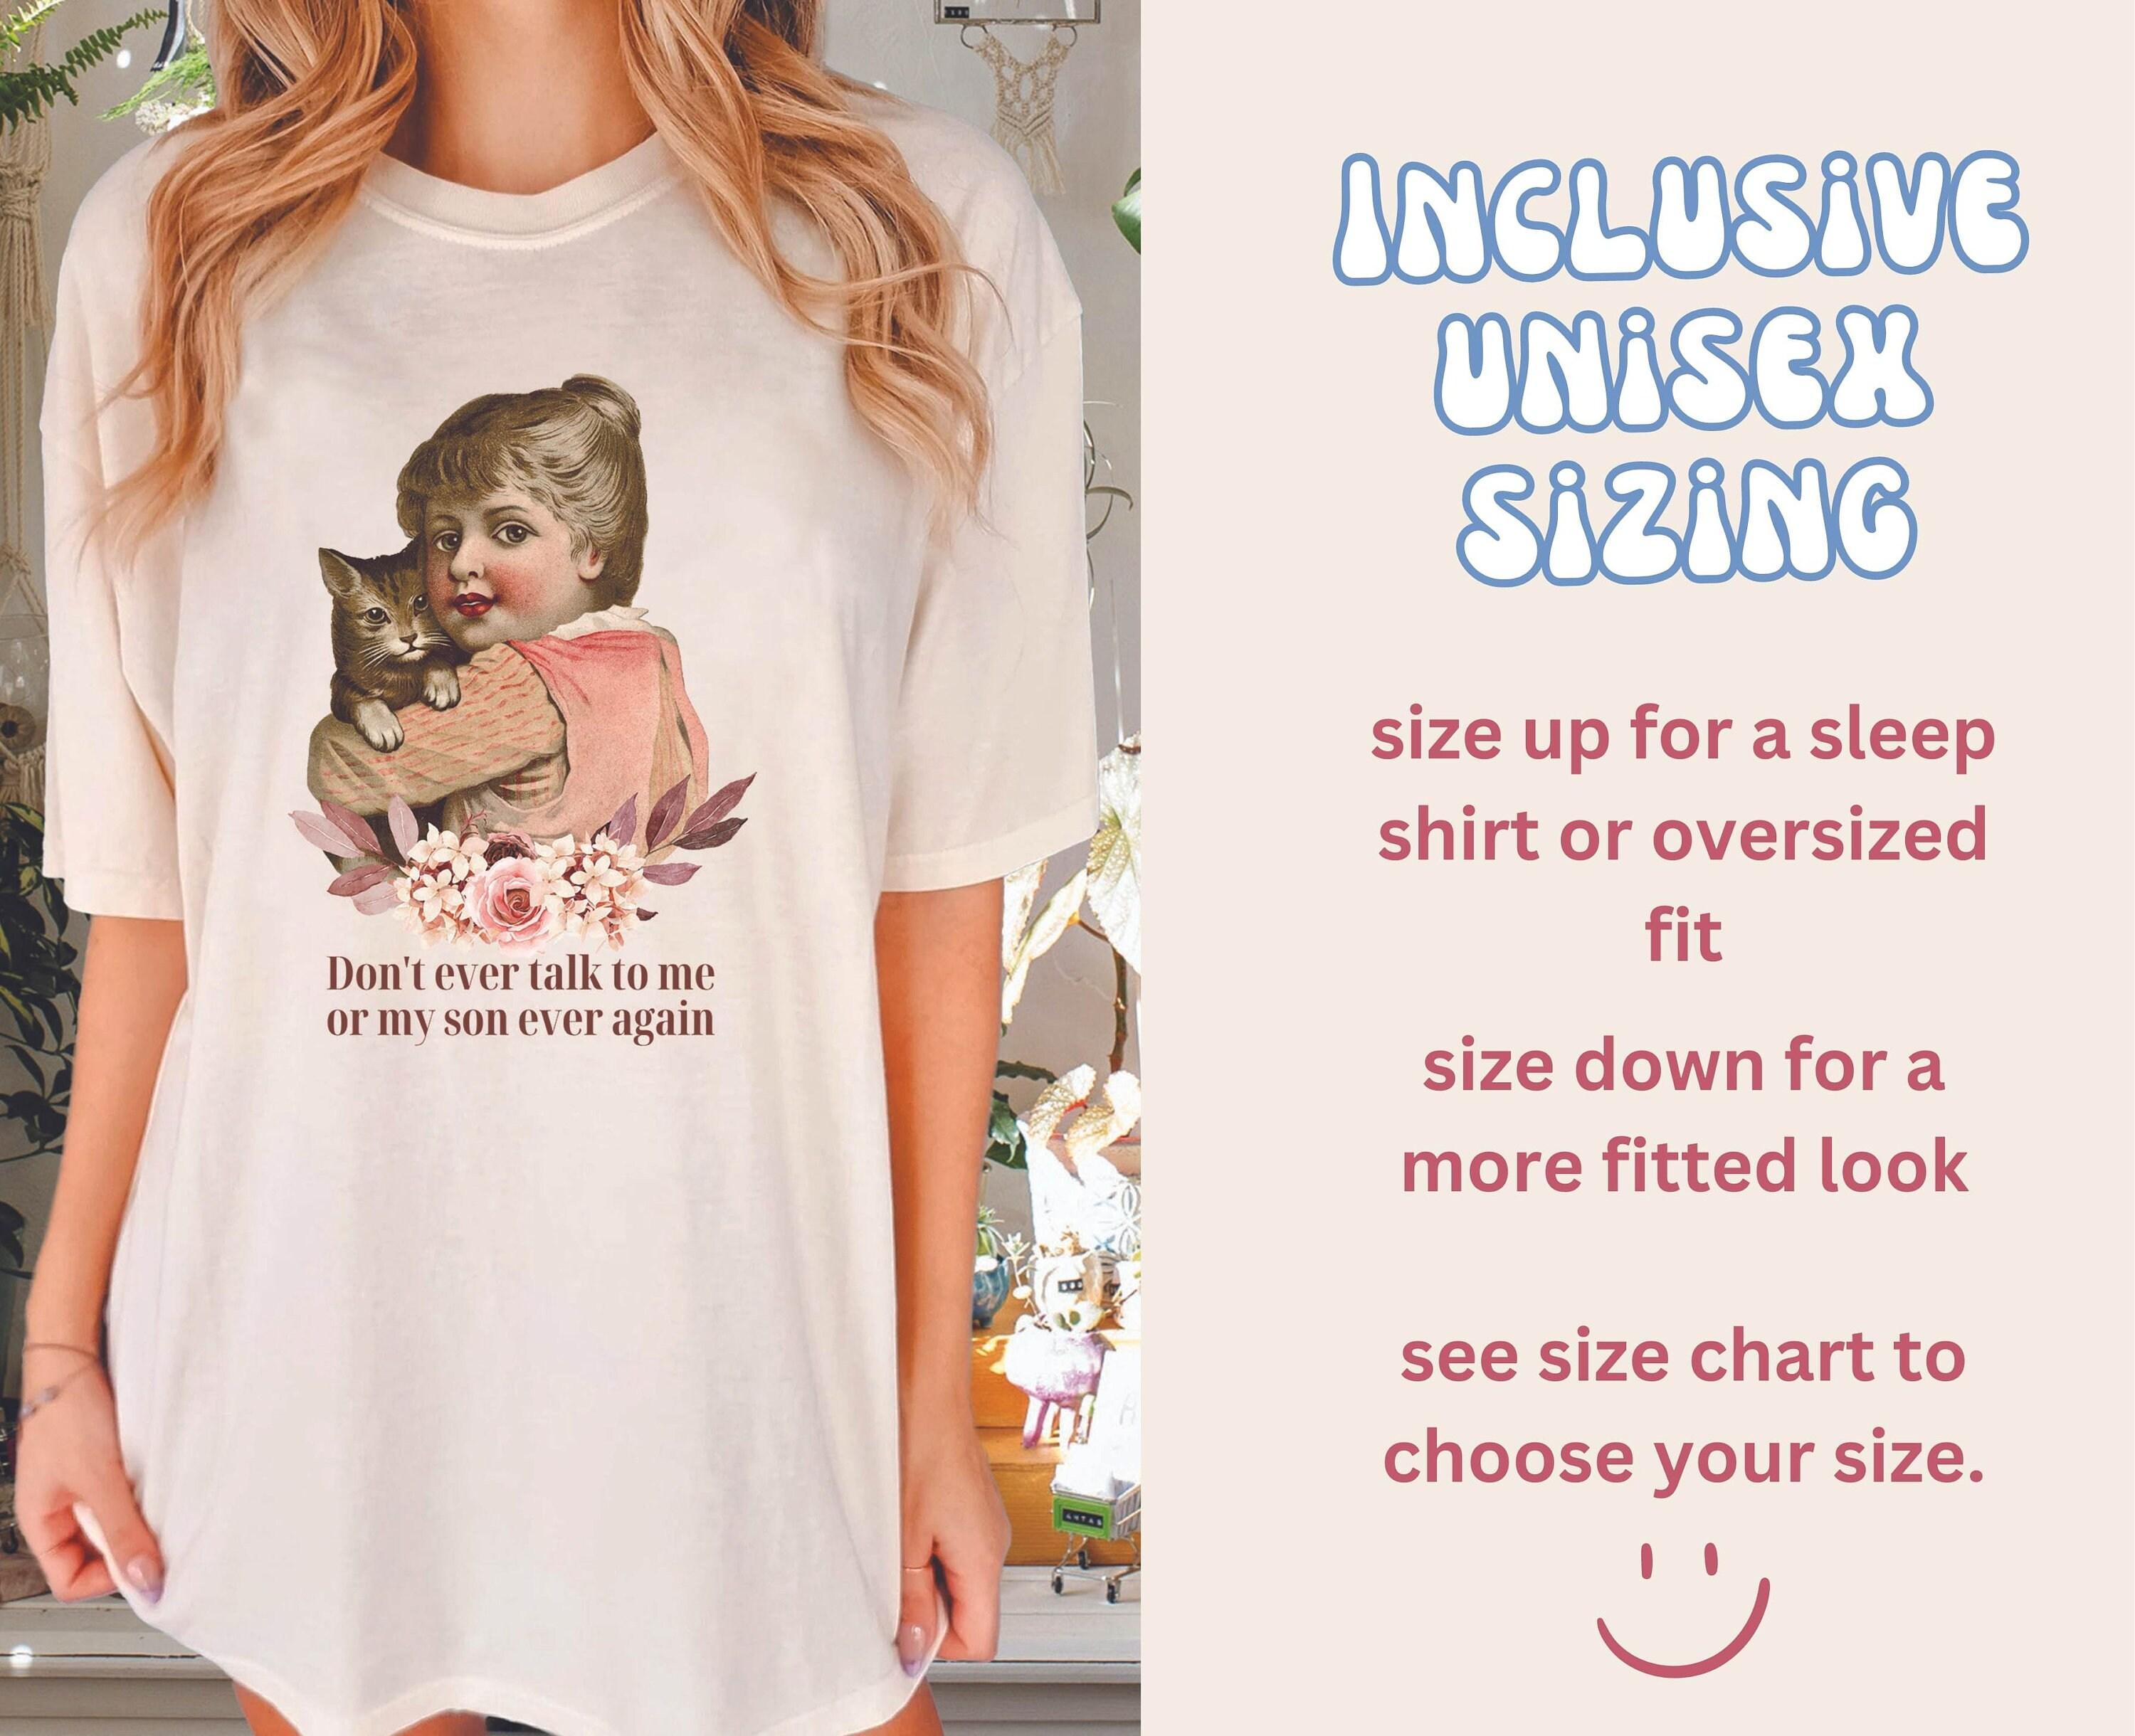 Don't ever talk to me
or my son ever again
INCLUSiVE
UNiSEX
SiZiNG
size up for a sleep
shirt or oversized
fit
size down for a
more fitted look
see size chart to
choose your size.